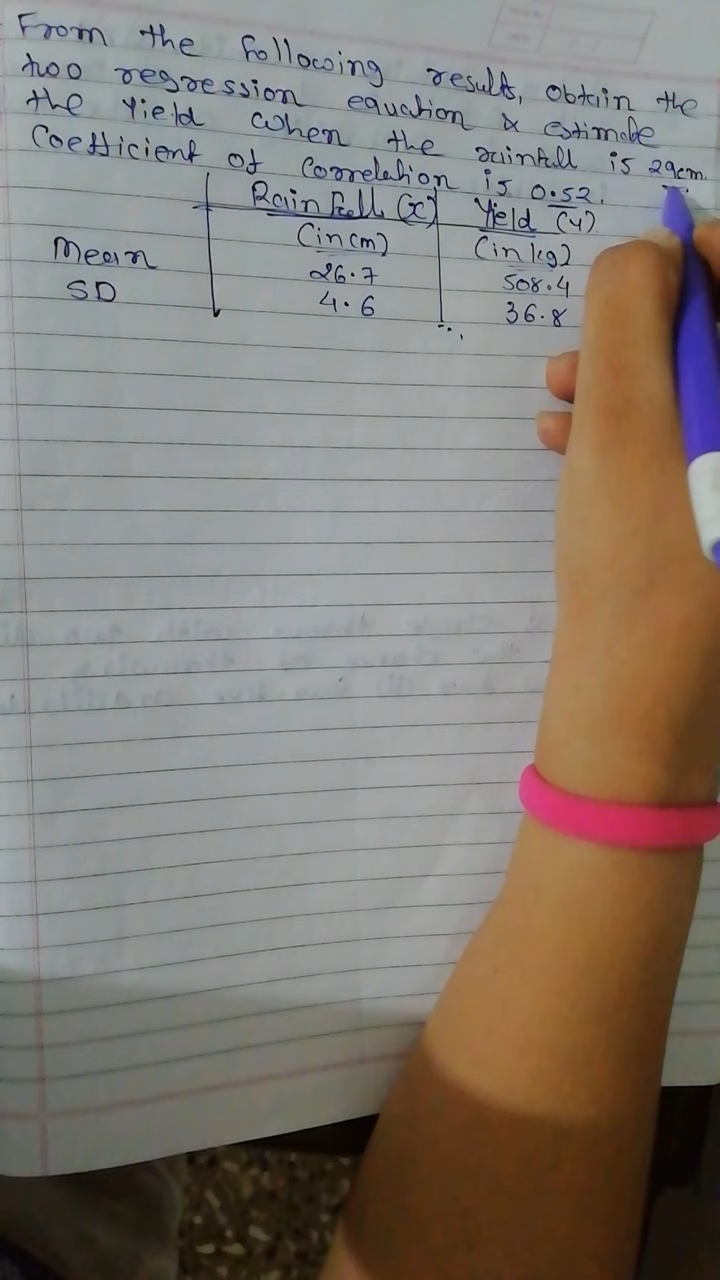 From the following results, obtain the
two regression equation & estimate
the Yield when the rainfall is 29cm.
Coefficient of Correlation is 0.52.
Rain Fall (x) Yield (y)
(in cm) (in kg)
Mean 26.7 508.4
SD 4.6 36.8